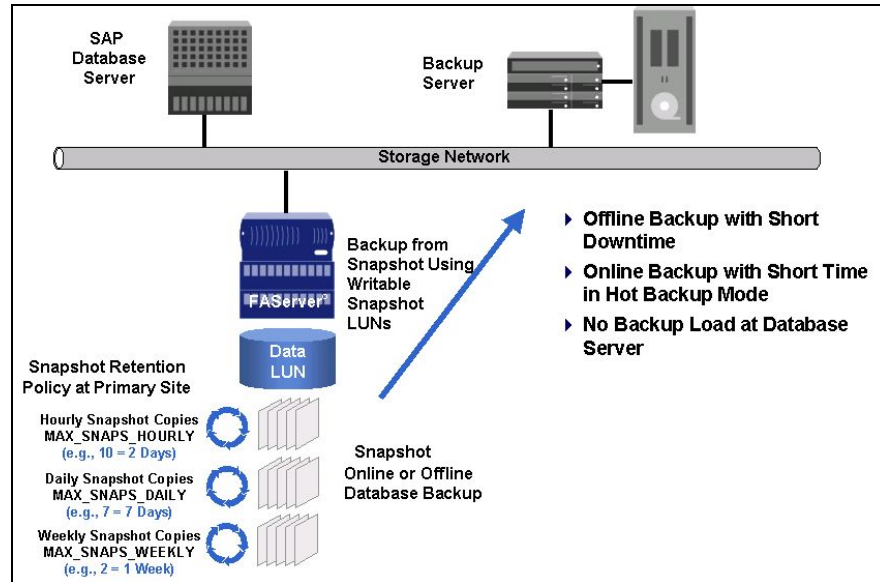 SAP
Database
Server
Backup
Server
Storage Network
Backup from
Snapshot Using
Writable
Snapshot
LUNs
FAServer³
Data
LUN
Offline Backup with Short
Downtime
Online Backup with Short Time
in Hot Backup Mode
No Backup Load at Database
Server
Snapshot Retention
Policy at Primary Site
Hourly Snapshot Copies
MAX_SNAPS_HOURLY
(e.g., 10 = 2 Days)
Daily Snapshot Copies
MAX_SNAPS_DAILY
(e.g., 7 = 7 Days)
Weekly Snapshot Copies
MAX_SNAPS_WEEKLY
(e.g., 2 = 1 Week)
Snapshot
Online or Offline
Database Backup